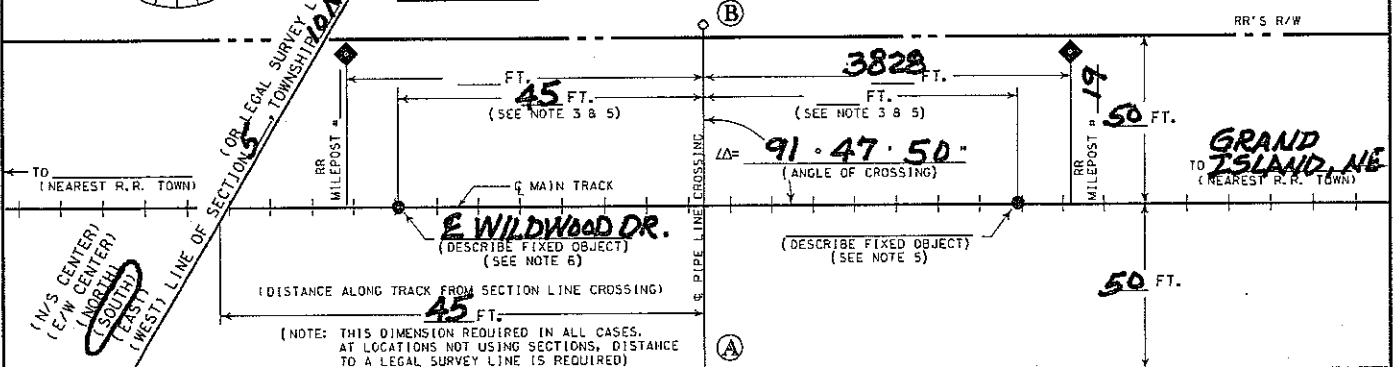 B
RR'S R/W
(OR LEGAL SURVEY L
LINE OF SECTION 5, TOWNSHIP 10N
FT.
3828 FT.
45 FT.
(SEE NOTE 3 & 5)
FT.
(SEE NOTE 3 & 5)
50 FT.
RR MILEPOST =
RR MILEPOST = 19
∠Δ= 91 ° 47 ' 50 "
(ANGLE OF CROSSING)
TO
(NEAREST R.R. TOWN)
TO GRAND ISLAND, NE
(NEAREST R.R. TOWN)
℄ MAIN TRACK
℄ PIPE LINE CROSSING
E WILDWOOD DR.
(DESCRIBE FIXED OBJECT)
(SEE NOTE 6)
(DESCRIBE FIXED OBJECT)
(SEE NOTE 5)
(N/S CENTER)
(E/W CENTER)
(NORTH)
(SOUTH)
(EAST)
(WEST)
(DISTANCE ALONG TRACK FROM SECTION LINE CROSSING)
45 FT.
50 FT.
(NOTE: THIS DIMENSION REQUIRED IN ALL CASES.
AT LOCATIONS NOT USING SECTIONS, DISTANCE
TO A LEGAL SURVEY LINE IS REQUIRED)
A